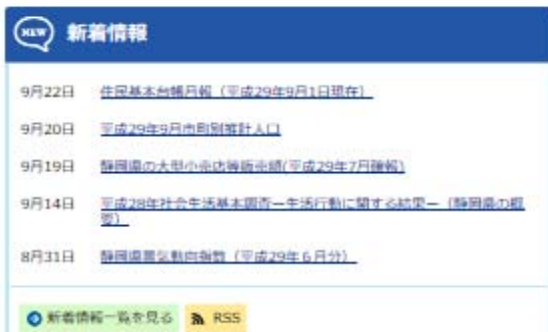 NEW 新着情報
9月22日 住民基本台帳月報（平成29年9月1日現在）
9月20日 平成29年9月市町別推計人口
9月19日 静岡県の大型小売店等販売額(平成29年7月確報)
9月14日 平成28年社会生活基本調査ー生活行動に関する結果ー（静岡県の概
要）
8月31日 静岡県景気動向指数（平成29年６月分）
新着情報一覧を見る RSS